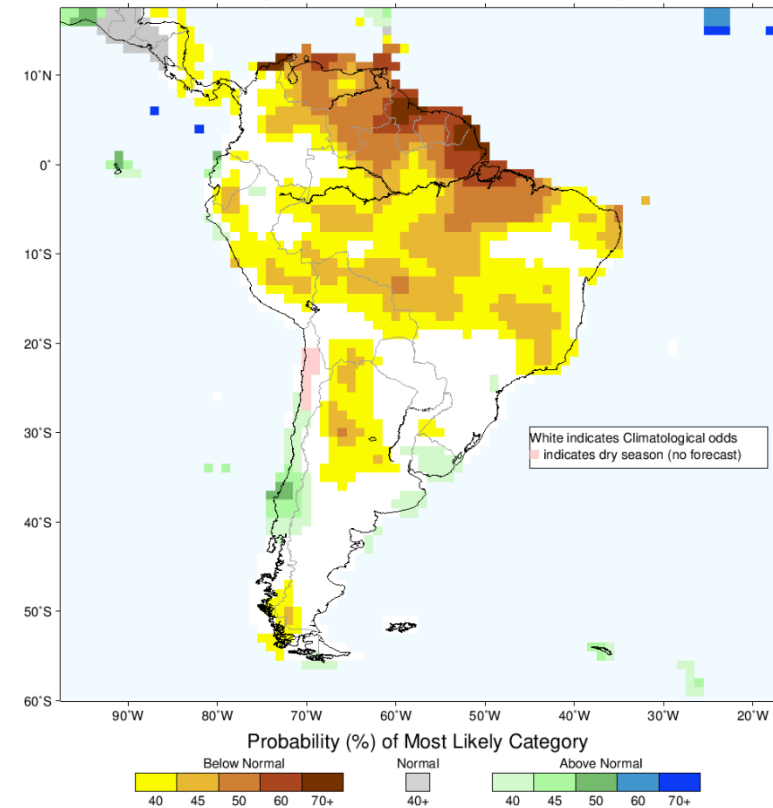 10˚N
0˚
10˚S
20˚S
30˚S
40˚S
50˚S
60˚S
White indicates Climatological odds
indicates dry season (no forecast)
90˚W 80˚W 70˚W 60˚W 50˚W 40˚W 30˚W 20˚W
Probability (%) of Most Likely Category
Below Normal Normal Above Normal
40 45 50 60 70+ 40+ 40 45 50 60 70+